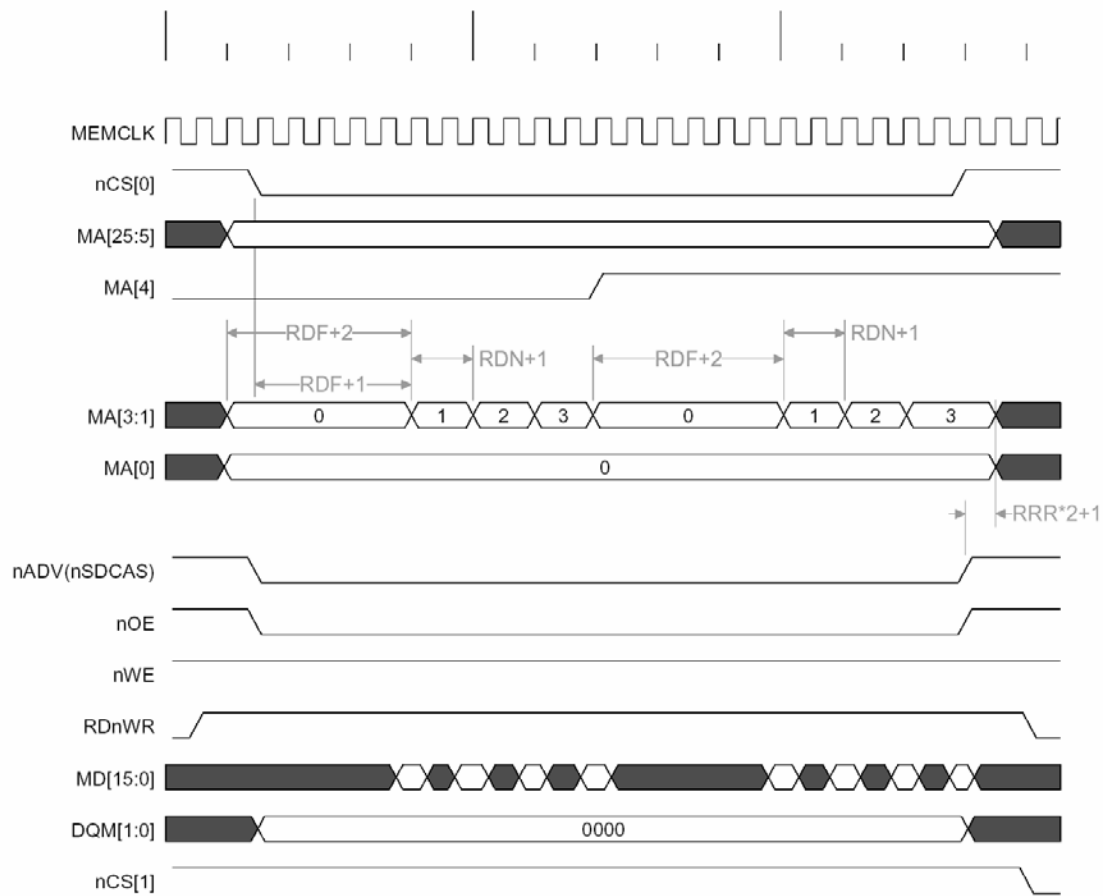 MEMCLK
nCS[0]
MA[25:5]
MA[4]
RDF+2 RDN+1 RDF+2 RDN+1
RDF+1
MA[3:1] 0 1 2 3 0 1 2 3
MA[0] 0
RRR*2+1
nADV(nSDCAS)
nOE
nWE
RDnWR
MD[15:0]
DQM[1:0] 0000
nCS[1]